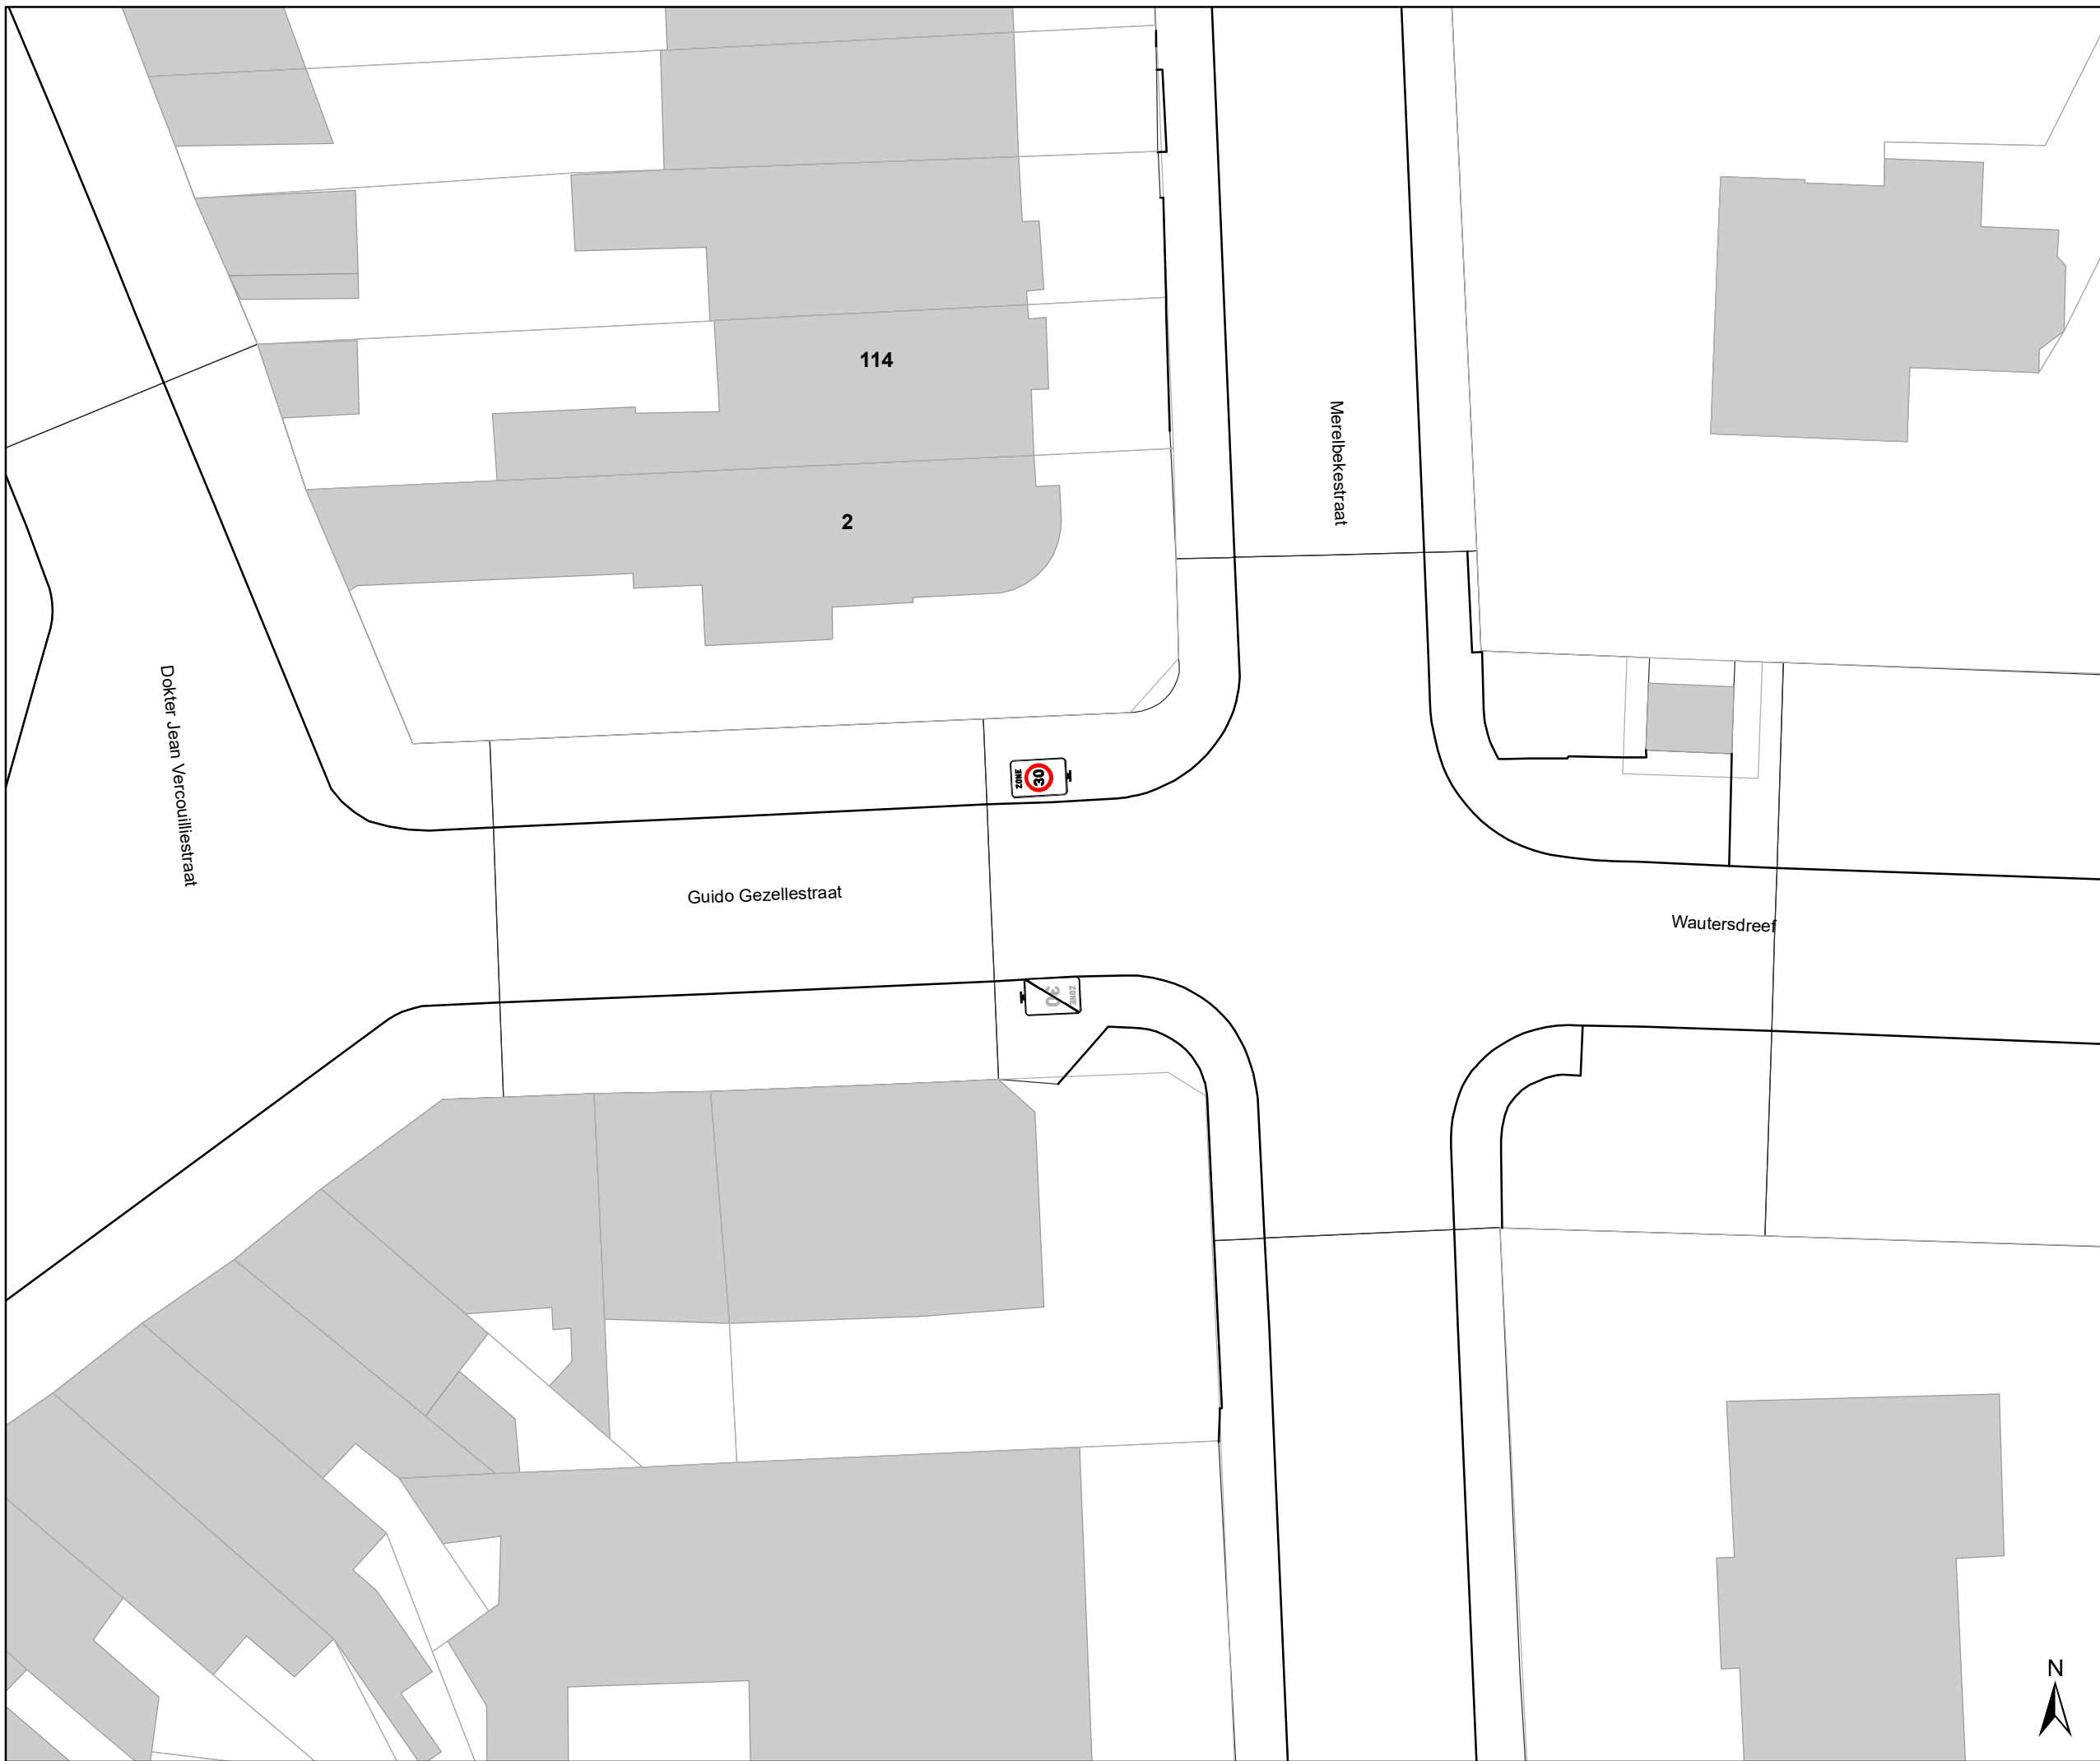 114
Merelbekestraat
2
Dokter Jean Vercouilliestraat
ZONE
30
Guido Gezellestraat
Wautersdreef
ZONE
30
N